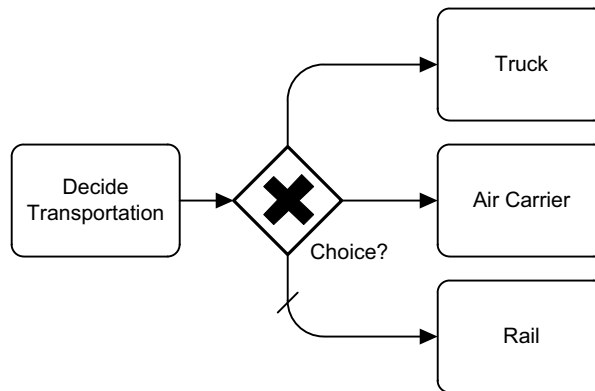 Truck
Decide
Transportation
Air Carrier
Choice?
Rail